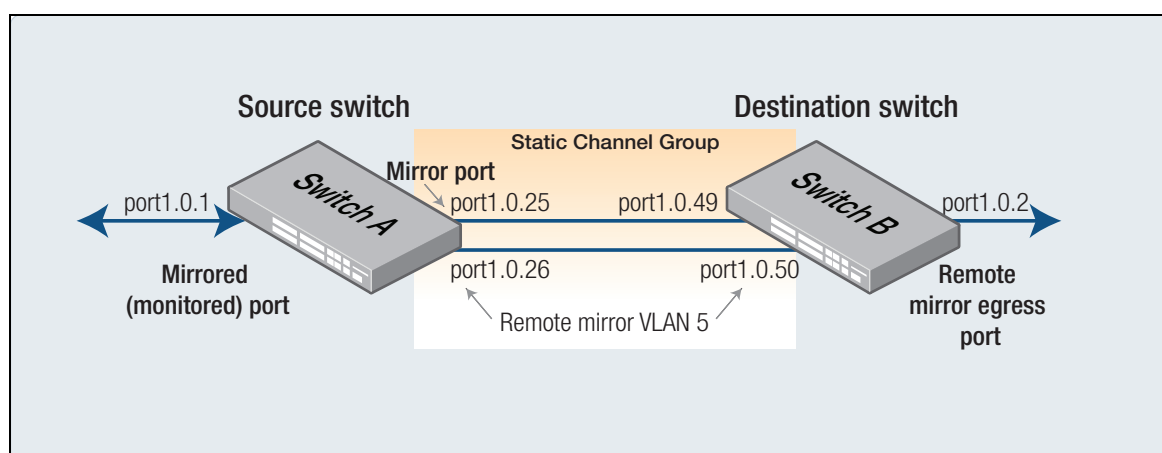 Source switch
Destination switch
Static Channel Group
Mirror port
Switch A
Switch B
port1.0.1
port1.0.25
port1.0.49
port1.0.2
port1.0.26
port1.0.50
Mirrored
(monitored) port
Remote mirror VLAN 5
Remote
mirror egress
port